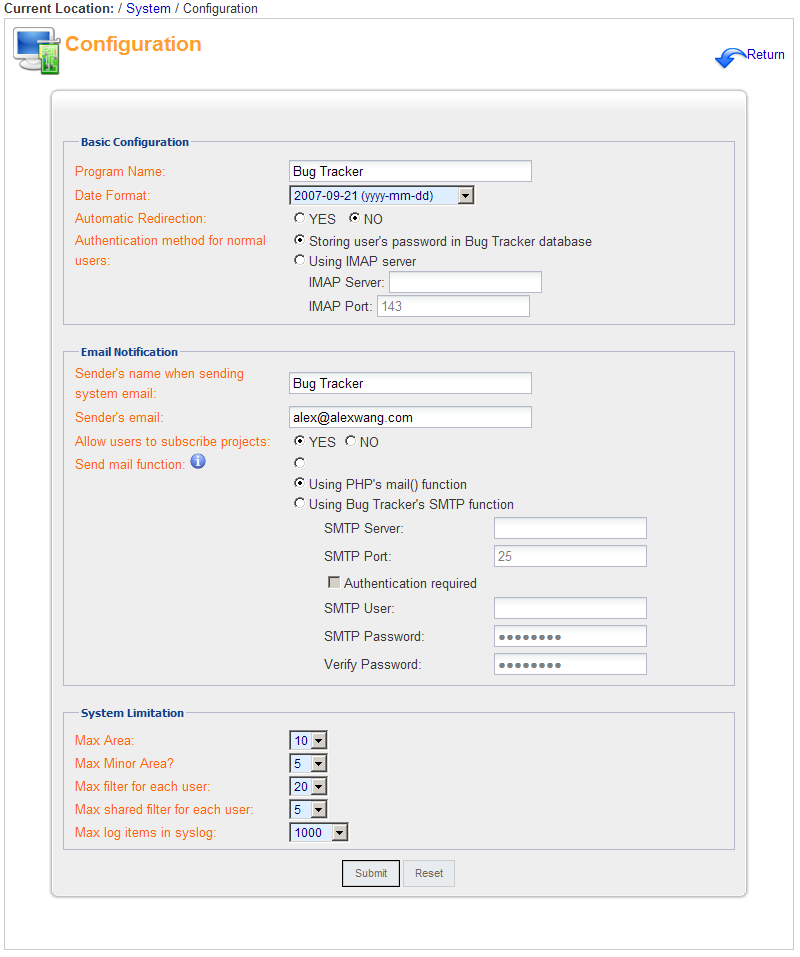 Current Location: / System / Configuration
Configuration
Return
Basic Configuration
Program Name: Bug Tracker
Date Format: 2007-09-21 (yyyy-mm-dd)
Automatic Redirection: YES NO
Authentication method for normal users: Storing user's password in Bug Tracker database
Using IMAP server
IMAP Server:
IMAP Port: 143
Email Notification
Sender's name when sending system email: Bug Tracker
Sender's email: alex@alexwang.com
Allow users to subscribe projects: YES NO
Send mail function:
Using PHP's mail() function
Using Bug Tracker's SMTP function
SMTP Server:
SMTP Port: 25
Authentication required
SMTP User:
SMTP Password: ●●●●●●●●
Verify Password: ●●●●●●●●
System Limitation
Max Area: 10
Max Minor Area? 5
Max filter for each user: 20
Max shared filter for each user: 5
Max log items in syslog: 1000
Submit Reset